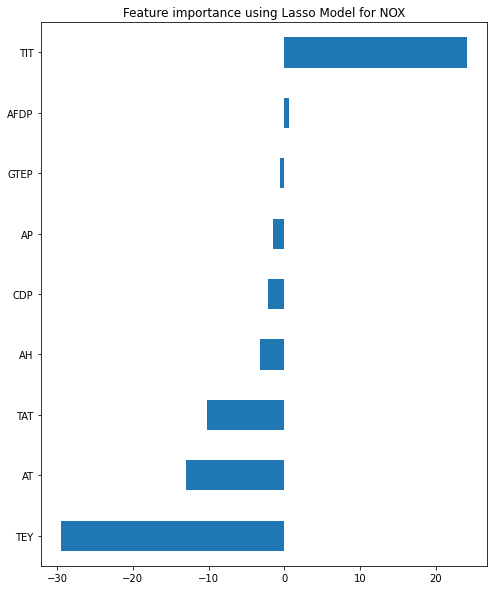 Feature importance using Lasso Model for NOX
TIT
AFDP
GTEP
AP
CDP
AH
TAT
AT
TEY
−30 −20 −10 0 10 20